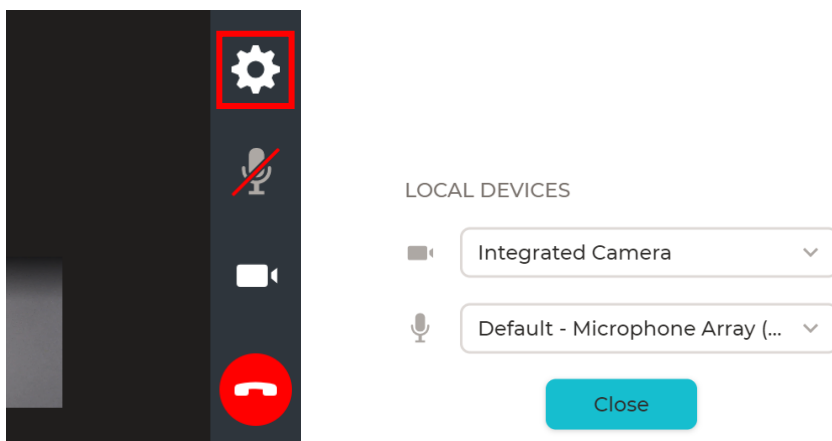 LOCAL DEVICES
Integrated Camera
Default - Microphone Array (...
Close